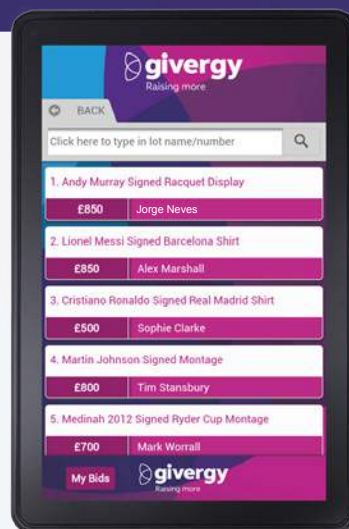 givergy
Raising more
BACK
Click here to type in lot name/number
1. Andy Murray Signed Racquet Display
£850 Jorge Neves
2. Lionel Messi Signed Barcelona Shirt
£850 Alex Marshall
3. Cristiano Ronaldo Signed Real Madrid Shirt
£500 Sophie Clarke
4. Martin Johnson Signed Montage
£800 Tim Stansbury
5. Medinah 2012 Signed Ryder Cup Montage
£700 Mark Worrall
My Bids givergy
Raising more